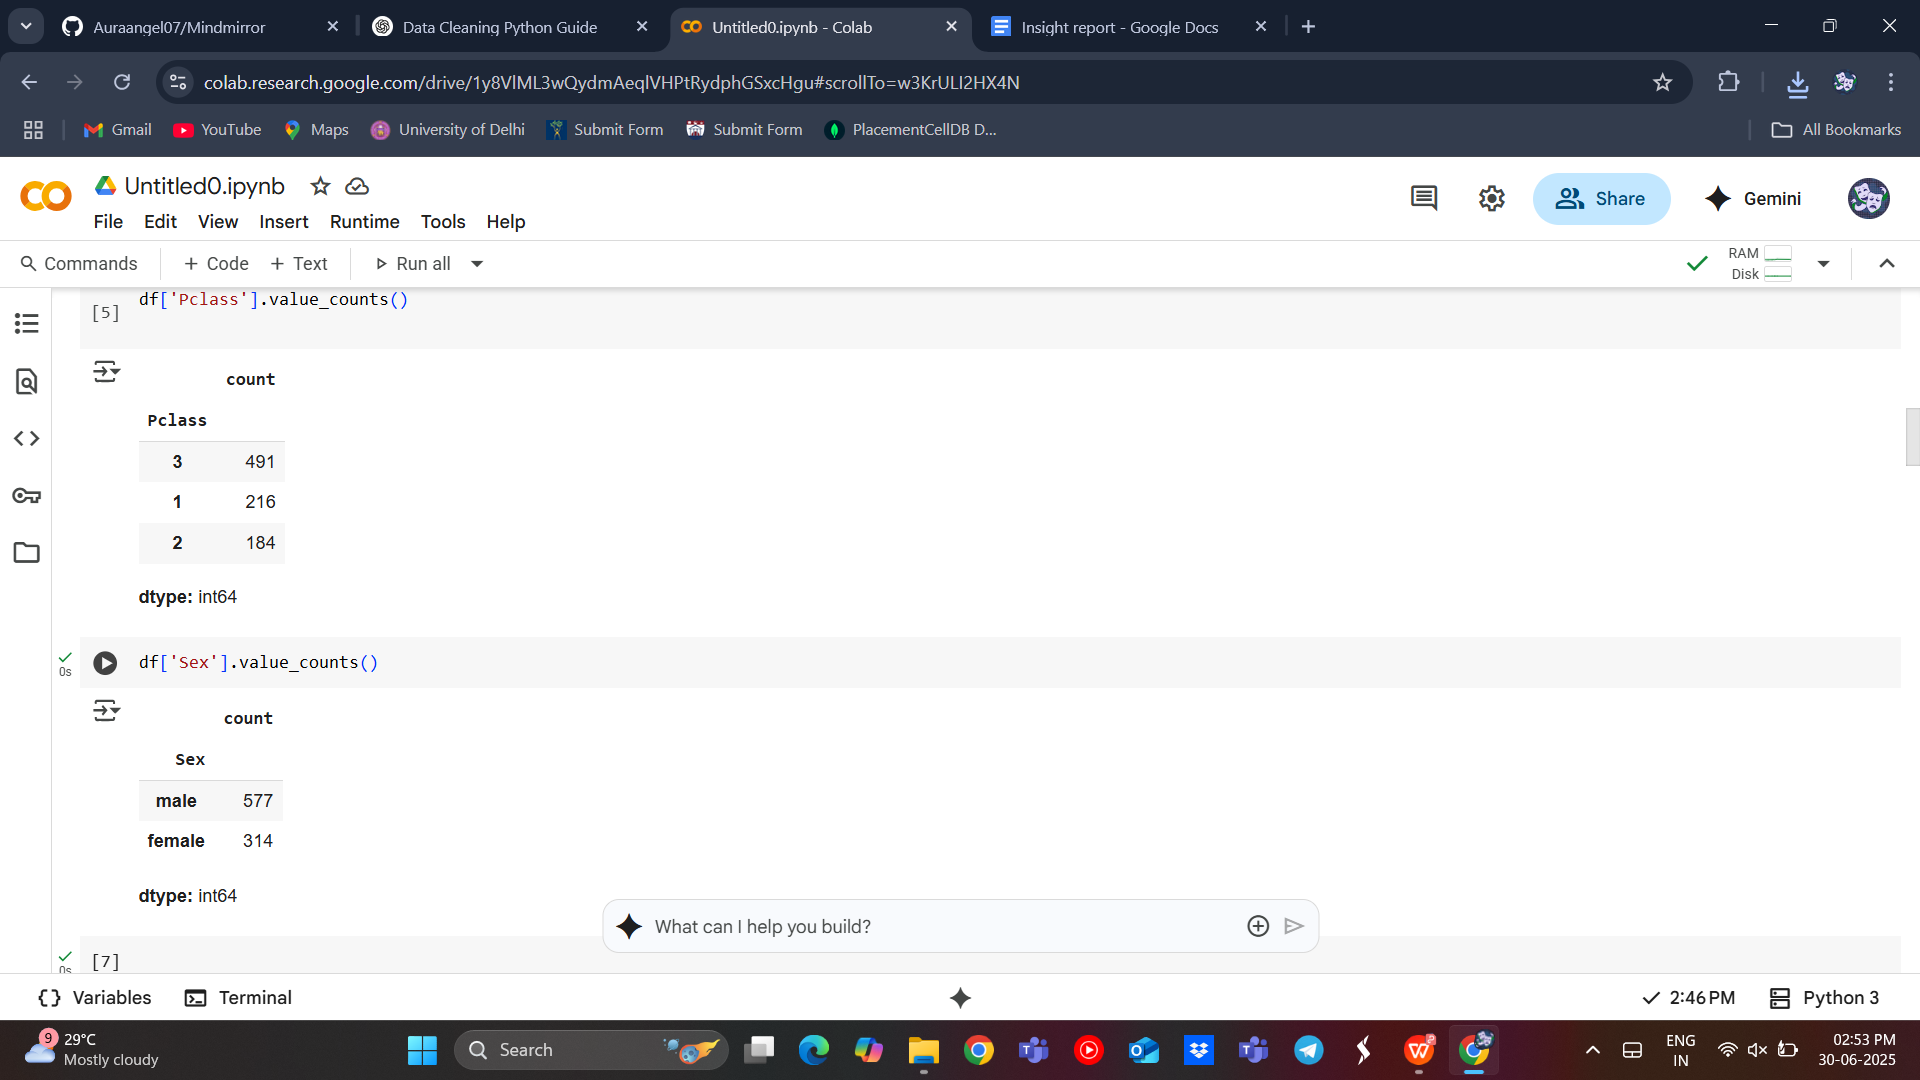 Auraangel07/Mindmirror
Data Cleaning Python Guide
Untitled0.ipynb - Colab
Insight report - Google Docs
colab.research.google.com/drive/1y8VlML3wQydmAeqlVHPtRydphGSxcHgu#scrollTo=w3KrULI2HX4N
Gmail
YouTube
Maps
University of Delhi
Submit Form
Submit Form
PlacementCellDB D...
All Bookmarks
Untitled0.ipynb
File Edit View Insert Runtime Tools Help
Share
Gemini
Commands
+ Code + Text
Run all
RAM
Disk
df['Pclass'].value_counts()
[5]
count
Pclass
3 491
1 216
2 184
dtype: int64
0s
df['Sex'].value_counts()
count
Sex
male 577
female 314
dtype: int64
What can I help you build?
[7]
0s
Variables
Terminal
2:46 PM
Python 3
9
29°C
Mostly cloudy
Search
ENG
IN
02:53 PM
30-06-2025